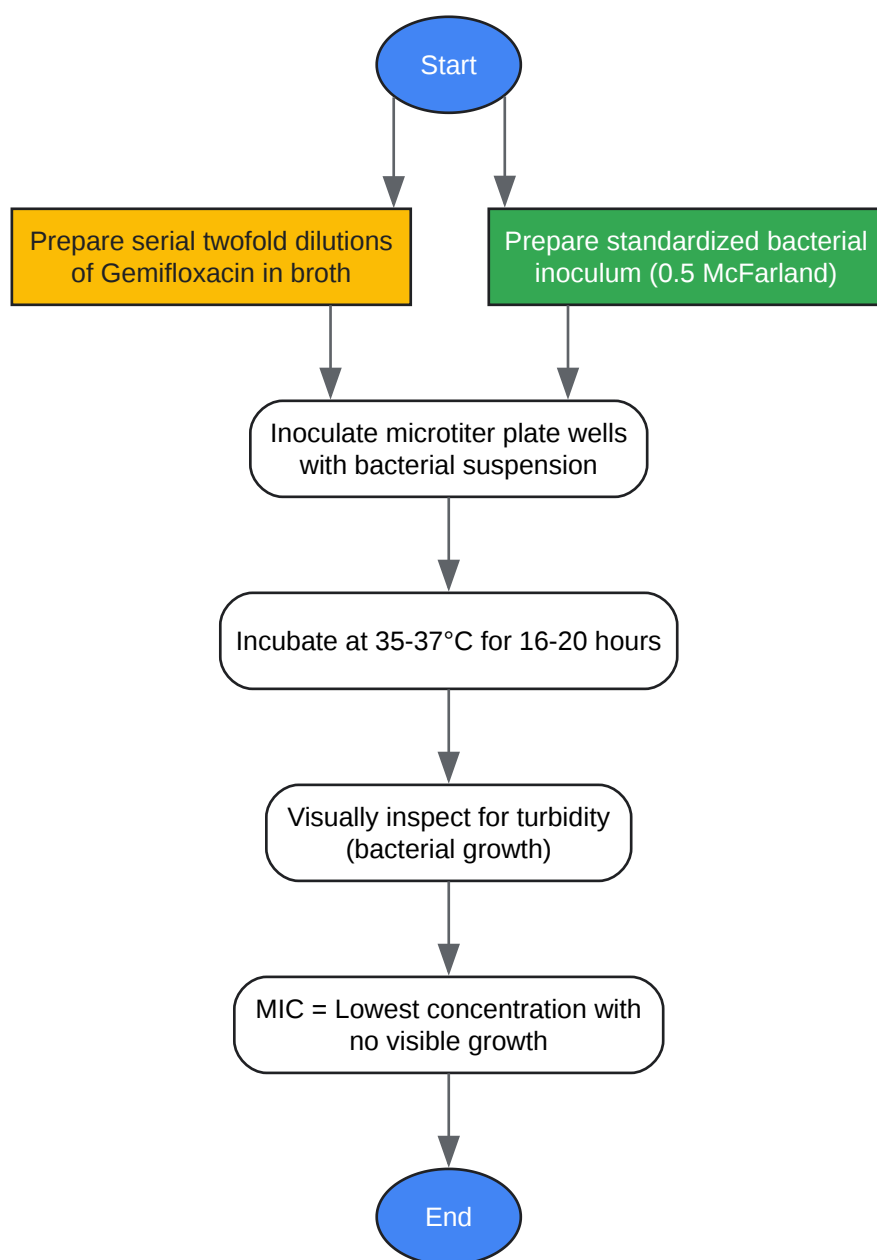 Start
Prepare serial twofold dilutions
of Gemifloxacin in broth
Prepare standardized bacterial
inoculum (0.5 McFarland)
Inoculate microtiter plate wells
with bacterial suspension
Incubate at 35-37°C for 16-20 hours
Visually inspect for turbidity
(bacterial growth)
MIC = Lowest concentration with
no visible growth
End